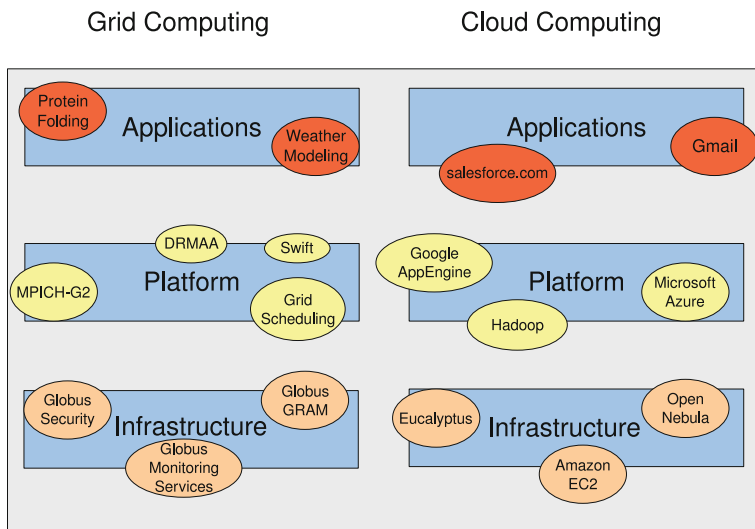 Grid Computing
Cloud Computing
Protein
Folding
Applications
Weather
Modeling
Applications
Gmail
salesforce.com
DRMAA
Swift
MPICH-G2
Platform
Grid
Scheduling
Google
AppEngine
Platform
Microsoft
Azure
Hadoop
Globus
Security
Globus
GRAM
Infrastructure
Globus
Monitoring
Services
Eucalyptus
Open
Nebula
Infrastructure
Amazon
EC2